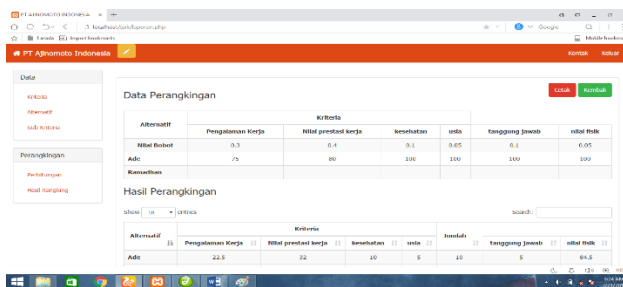 PT AJINOMOTO INDONESIA
localhost/spk/laporan.php
Google
Import bookmarks
Mobile bookmarks
PT Ajinomoto Indonesia
Kontak Keluar
Data
Kriteria
Alternatif
Sub Kriteria
Perangkingan
Perhitungan
Hasil Rangking
Cetak Kembali
Data Perangkingan
Alternatif Kriteria
Pengalaman Kerja Nilai prestasi kerja kesehatan usia tanggung jawab nilai fisik
Nilai Bobot 0.3 0.4 0.1 0.05 0.1 0.05
Ade 75 80 100 100 100 100
Ramadhan
Hasil Perangkingan
Show 10 entries
Search:
Alternatif Kriteria Jumlah
Pengalaman Kerja Nilai prestasi kerja kesehatan usia tanggung jawab nilai fisik
Ade 22.5 32 10 5 10 5 84.5